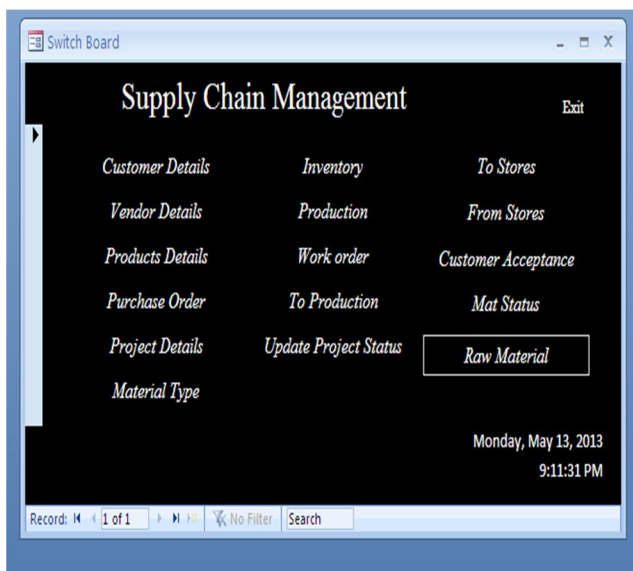 Switch Board
Supply Chain Management
Exit
Customer Details
Inventory
To Stores
Vendor Details
Production
From Stores
Products Details
Work order
Customer Acceptance
Purchase Order
To Production
Mat Status
Project Details
Update Project Status
Raw Material
Material Type
Monday, May 13, 2013
9:11:31 PM
Record: 1 of 1 No Filter Search